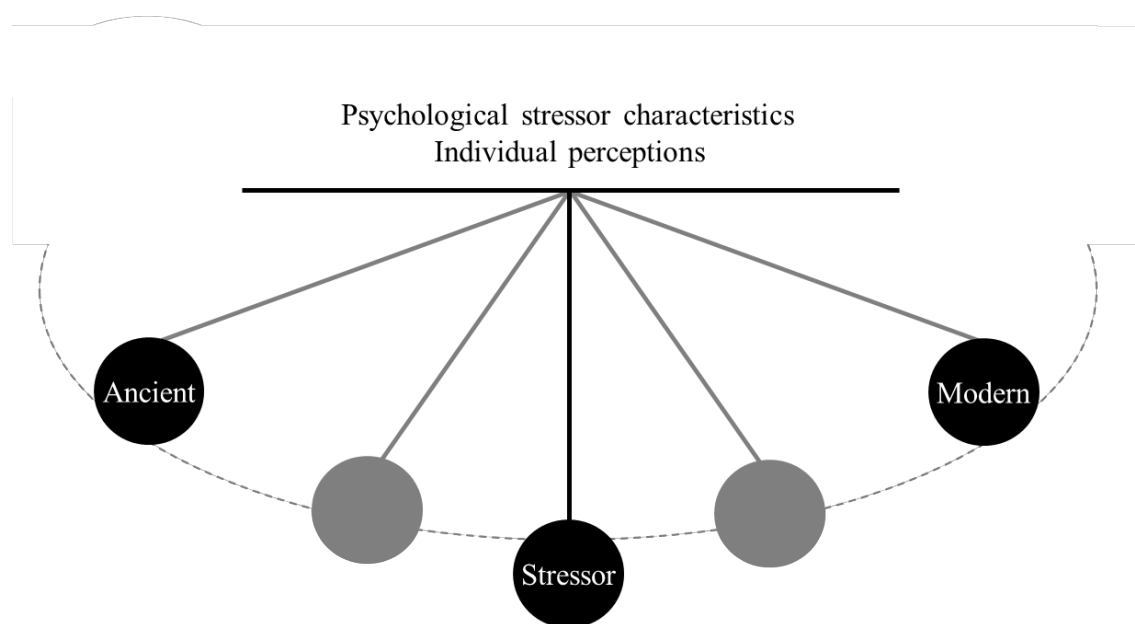 Psychological stressor characteristics
Individual perceptions
Ancient
Modern
Stressor